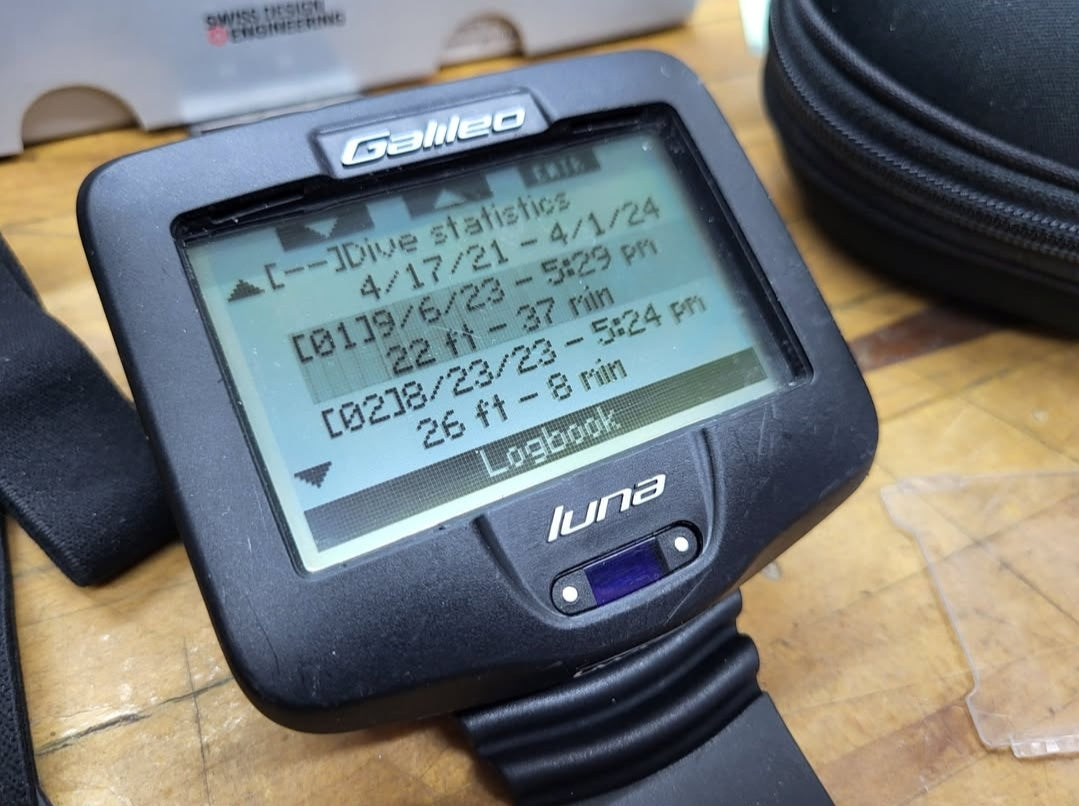 SWISS DESIGN
ENGINEERING
Galileo
EXIT
[--]Dive statistics
4/17/21 - 4/1/24
[01]9/6/23 - 5:29 pm
22 ft - 37 min
[02]8/23/23 - 5:24 pm
26 ft - 8 min
Logbook
luna